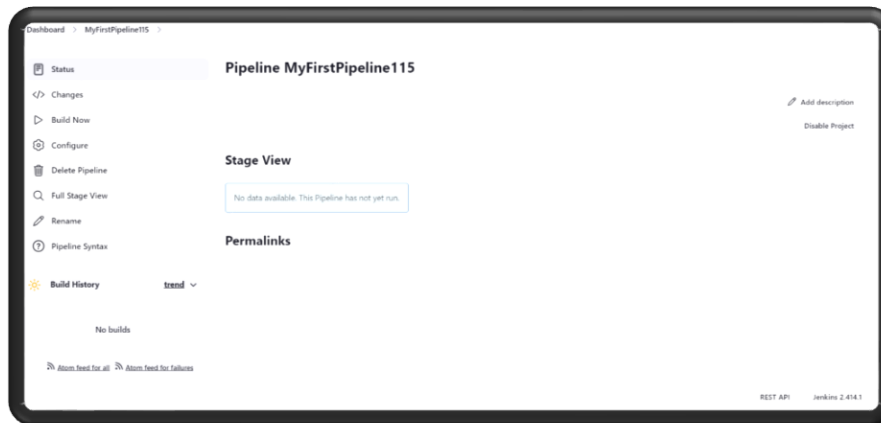 Dashboard > MyFirstPipeline115 >
Status
Changes
Build Now
Configure
Delete Pipeline
Full Stage View
Rename
Pipeline Syntax
Build History trend
No builds
Atom feed for all Atom feed for failures
Pipeline MyFirstPipeline115
Add description
Disable Project
Stage View
No data available. This Pipeline has not yet run.
Permalinks
REST API Jenkins 2.414.1